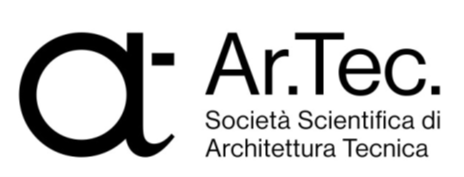 Ar.Tec.
Società Scientifica di
Architettura Tecnica